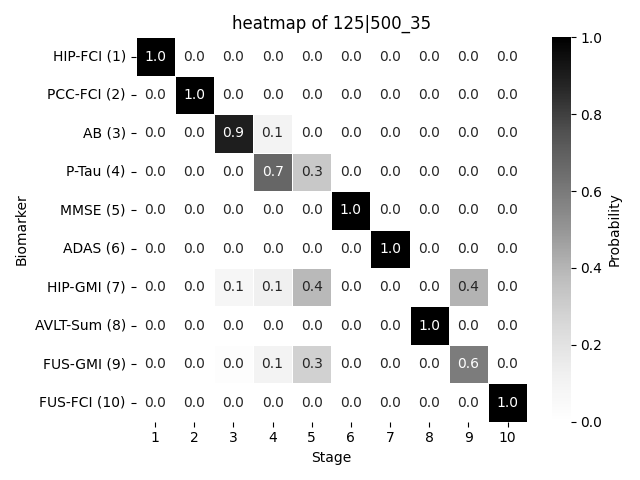 heatmap of 125|500_35
HIP-FCI (1) 1.0 0.0 0.0 0.0 0.0 0.0 0.0 0.0 0.0 0.0
PCC-FCI (2) 0.0 1.0 0.0 0.0 0.0 0.0 0.0 0.0 0.0 0.0
AB (3) 0.0 0.0 0.9 0.1 0.0 0.0 0.0 0.0 0.0 0.0
P-Tau (4) 0.0 0.0 0.0 0.7 0.3 0.0 0.0 0.0 0.0 0.0
MMSE (5) 0.0 0.0 0.0 0.0 0.0 1.0 0.0 0.0 0.0 0.0
ADAS (6) 0.0 0.0 0.0 0.0 0.0 0.0 1.0 0.0 0.0 0.0
HIP-GMI (7) 0.0 0.0 0.1 0.1 0.4 0.0 0.0 0.0 0.4 0.0
AVLT-Sum (8) 0.0 0.0 0.0 0.0 0.0 0.0 0.0 1.0 0.0 0.0
FUS-GMI (9) 0.0 0.0 0.0 0.1 0.3 0.0 0.0 0.0 0.6 0.0
FUS-FCI (10) 0.0 0.0 0.0 0.0 0.0 0.0 0.0 0.0 0.0 1.0
1 2 3 4 5 6 7 8 9 10
Stage
Biomarker
1.0
0.8
0.6
0.4
0.2
0.0
Probability